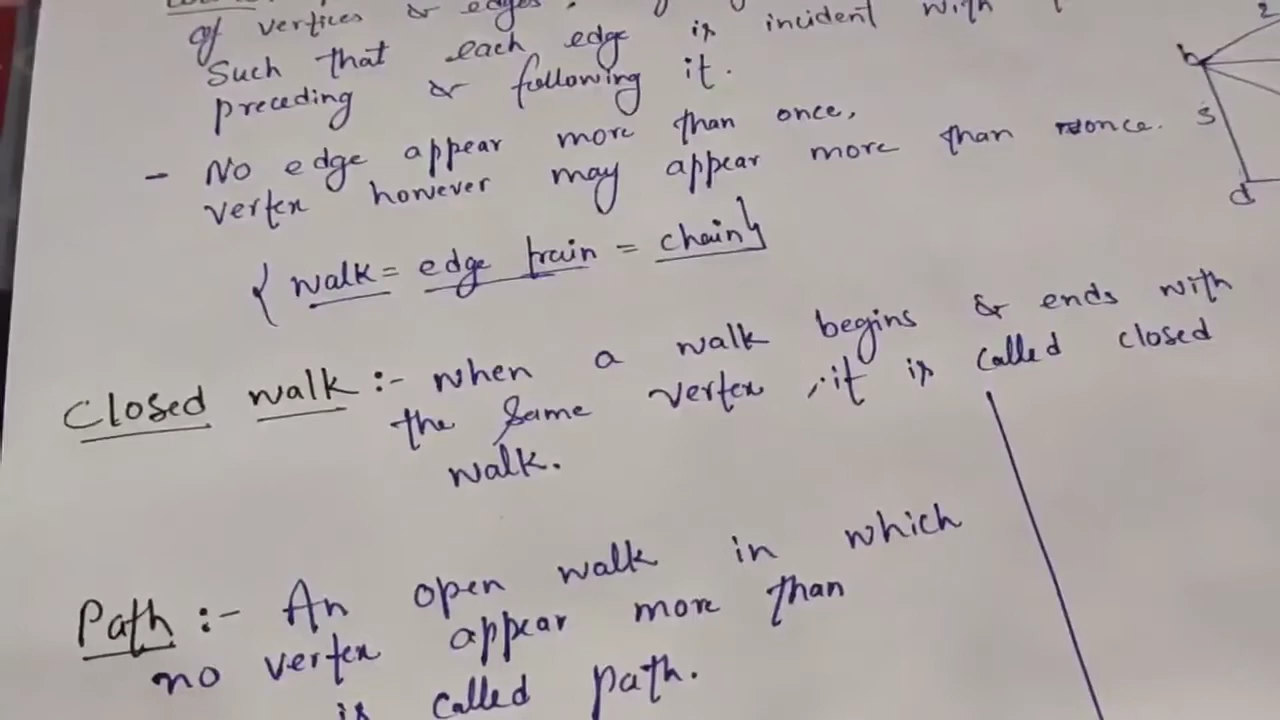 of vertices & edges.
Such that each edge is incident with
preceding & following it.
- No edge appear more than once,
vertex however may appear more than once.
{ walk = edge train = chain}
Closed walk :- when a walk begins & ends with
the same vertex, it is called closed
walk.
Path :- An open walk in which
no vertex appear more than
is called path.
2
b
3
d